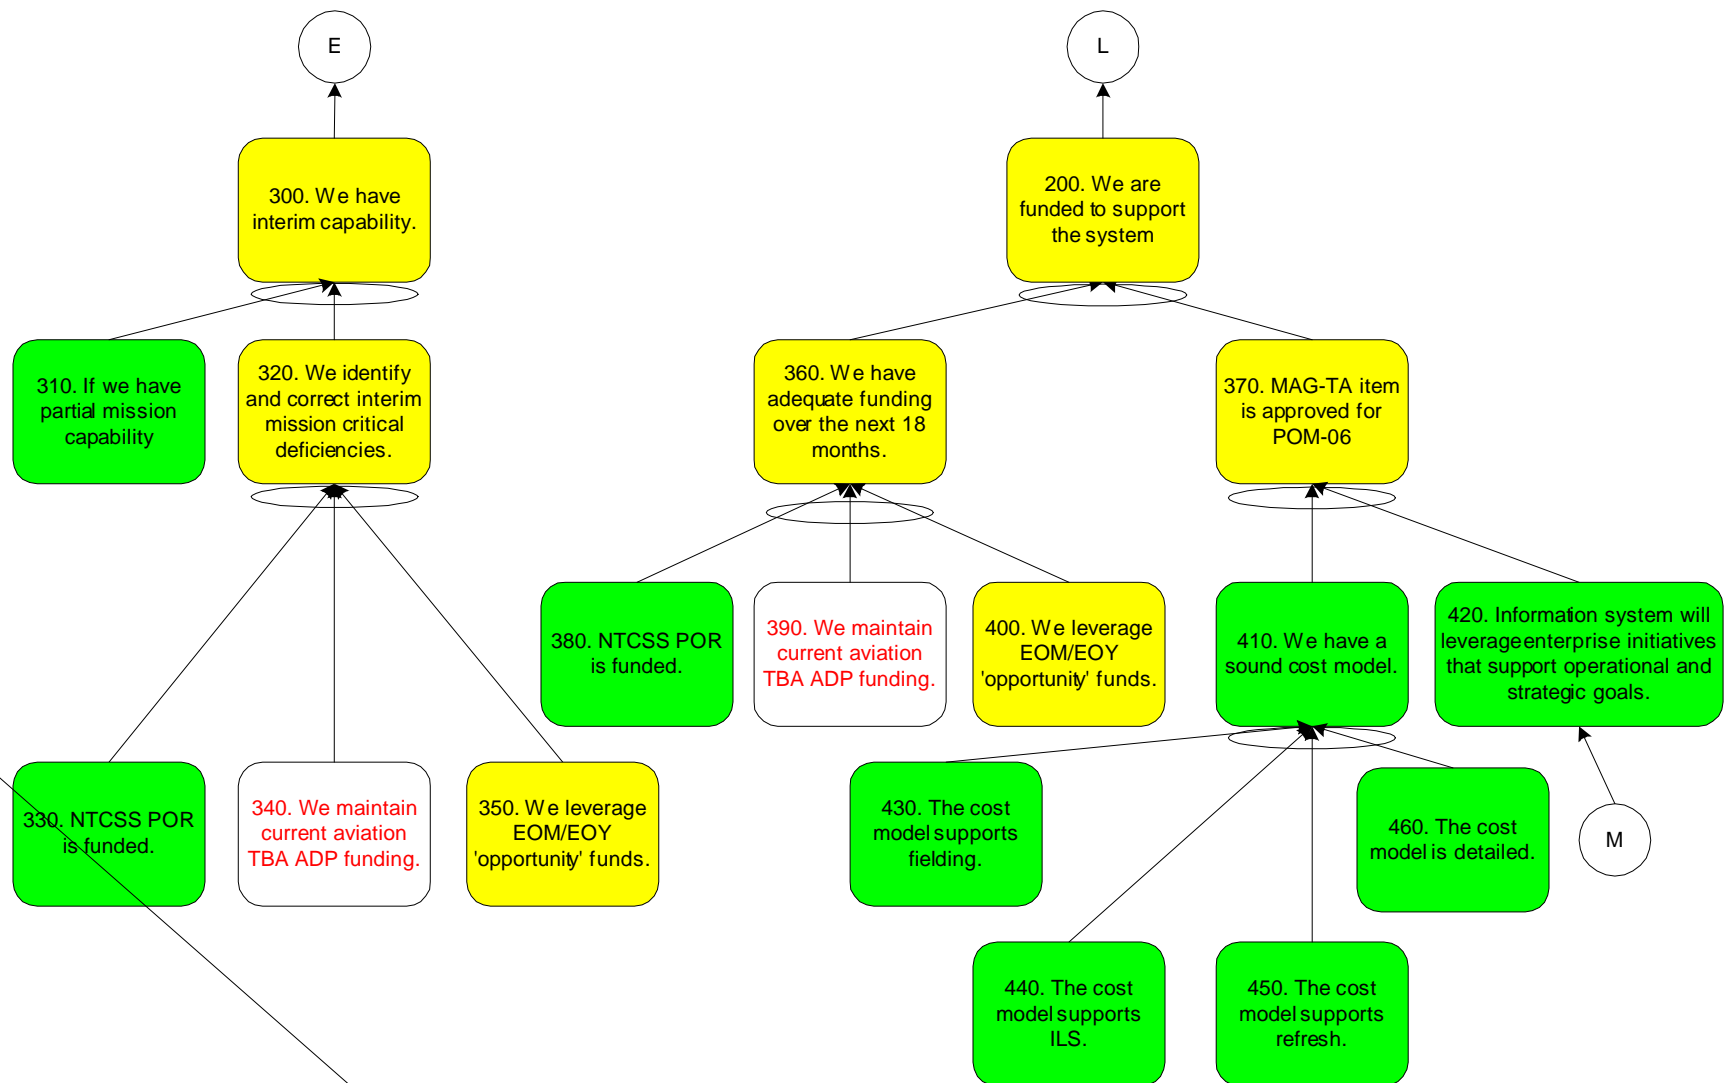 E
L
300. We have
interim capability.
200. We are
funded to support
the system
310. If we have
partial mission
capability
320. We identify
and correct interim
mission critical
deficiencies.
360. We have
adequate funding
over the next 18
months.
370. MAG-TA item
is approved for
POM-06
380. NTCSS POR
is funded.
390. We maintain
current aviation
TBA ADP funding.
400. We leverage
EOM/EOY
'opportunity' funds.
410. We have a
sound cost model.
420. Information system will
leverage enterprise initiatives
that support operational and
strategic goals.
330. NTCSS POR
is funded.
340. We maintain
current aviation
TBA ADP funding.
350. We leverage
EOM/EOY
'opportunity' funds.
430. The cost
model supports
fielding.
460. The cost
model is detailed.
M
440. The cost
model supports
ILS.
450. The cost
model supports
refresh.